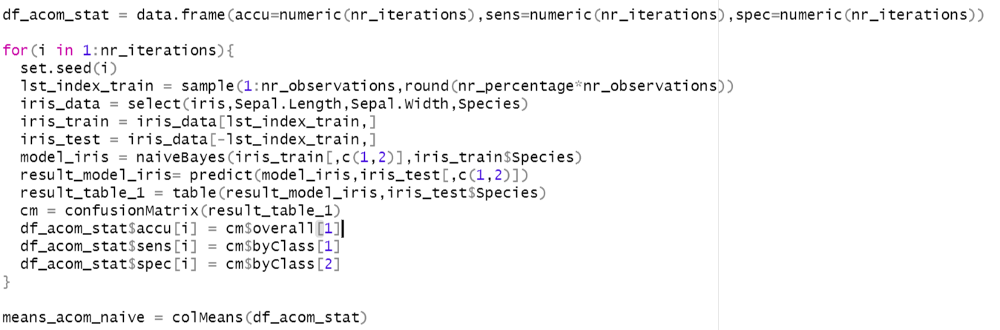 df_acom_stat = data.frame(accu=numeric(nr_iterations),sens=numeric(nr_iterations),spec=numeric(nr_iterations))
for(i in 1:nr_iterations){
  set.seed(i)
  lst_index_train = sample(1:nr_observations,round(nr_percentage*nr_observations))
  iris_data = select(iris,Sepal.Length,Sepal.Width,Species)
  iris_train = iris_data[lst_index_train,]
  iris_test = iris_data[-lst_index_train,]
  model_iris = naiveBayes(iris_train[,c(1,2)],iris_train$Species)
  result_model_iris= predict(model_iris,iris_test[,c(1,2)])
  result_table_1 = table(result_model_iris,iris_test$Species)
  cm = confusionMatrix(result_table_1)
  df_acom_stat$accu[i] = cm$overall[1]
  df_acom_stat$sens[i] = cm$byClass[1]
  df_acom_stat$spec[i] = cm$byClass[2]
}
means_acom_naive = colMeans(df_acom_stat)